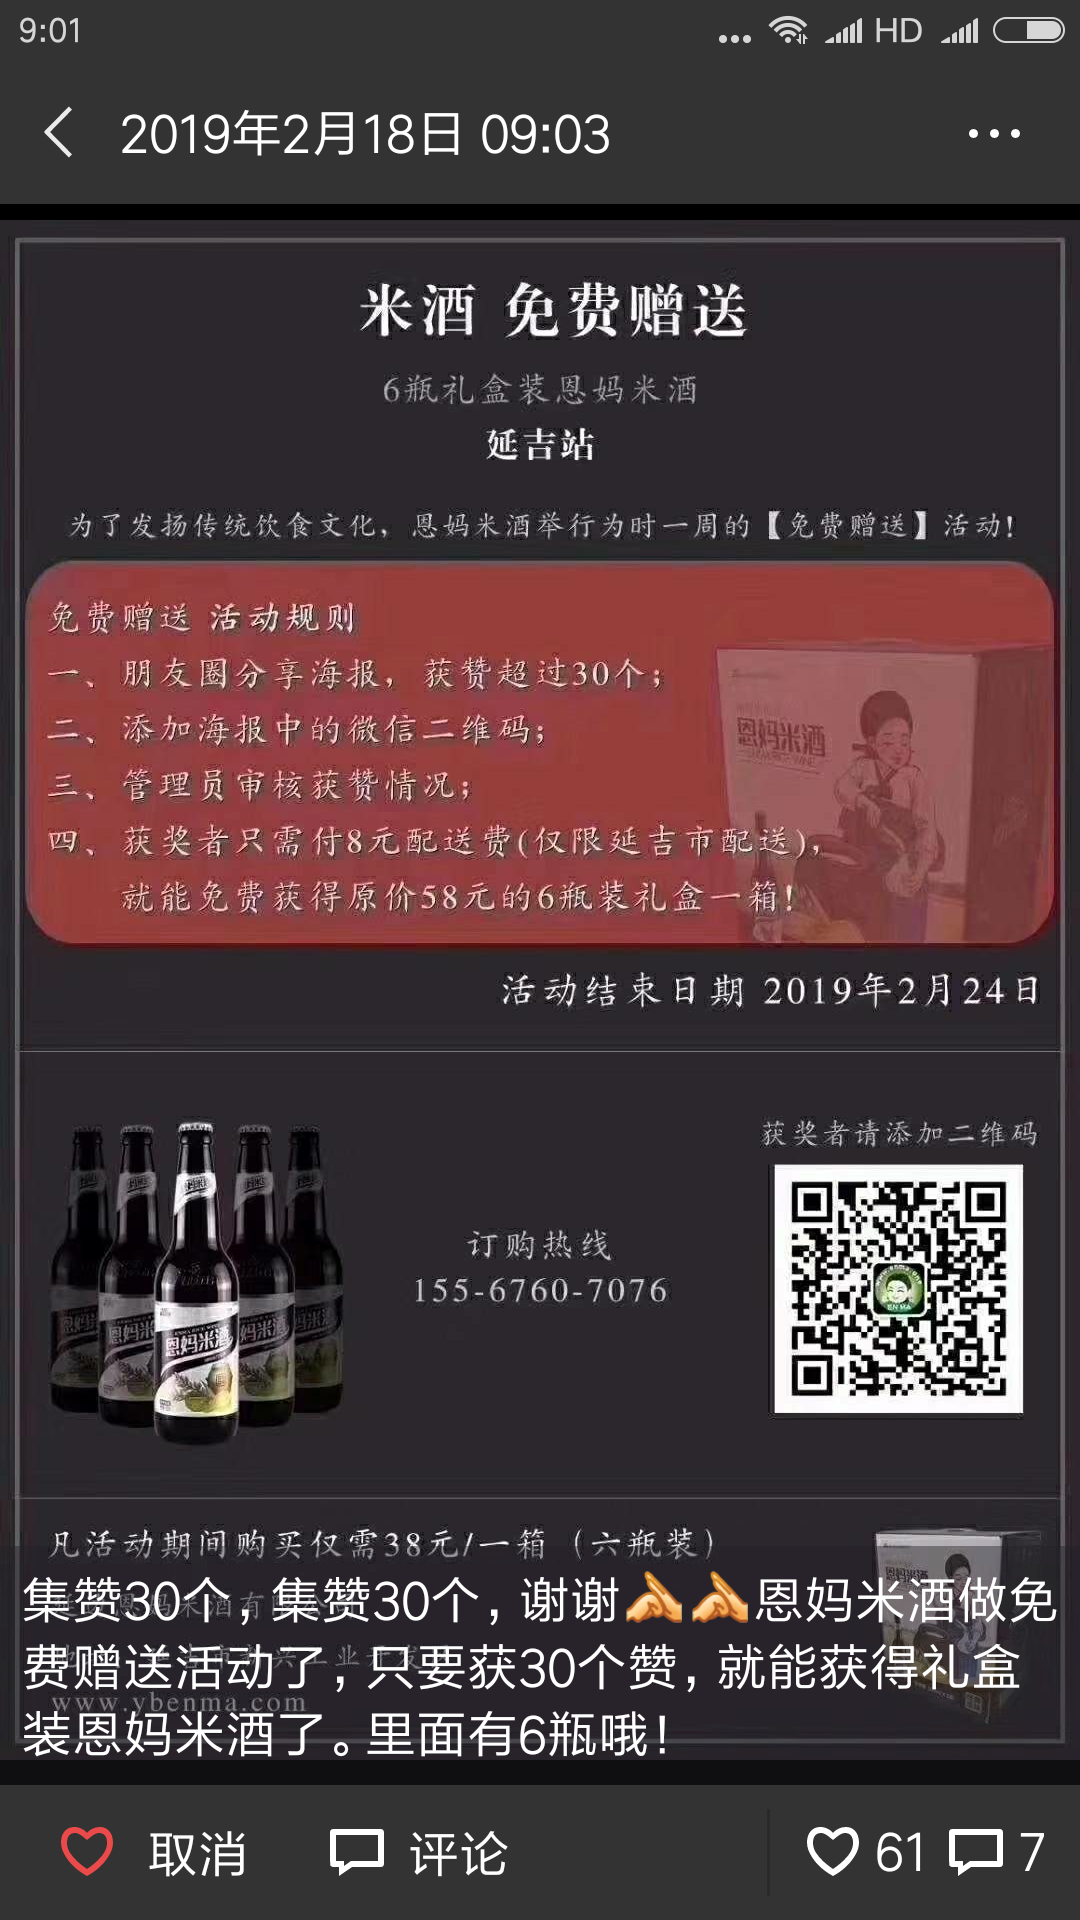 9:01
HD
2019年2月18日 09:03
米酒 免费赠送
6瓶礼盒装恩妈米酒
延吉站
为了发扬传统饮食文化，恩妈米酒举行为时一周的【免费赠送】活动！
免费赠送 活动规则
一、朋友圈分享海报，获赞超过30个；
二、添加海报中的微信二维码；
三、管理员审核获赞情况；
四、获奖者只需付8元配送费(仅限延吉市配送)，
就能免费获得原价58元的6瓶装礼盒一箱！
恩妈米酒
活动结束日期 2019年2月24日
获奖者请添加二维码
订购热线
155-6760-7076
恩妈米酒
EN MA
凡活动期间购买仅需38元/一箱（六瓶装）
恩妈米酒
www.ybenma.com
集赞30个，集赞30个，谢谢🙏🙏恩妈米酒做免
费赠送活动了，只要获30个赞，就能获得礼盒
装恩妈米酒了。里面有6瓶哦！
取消
评论
61
7